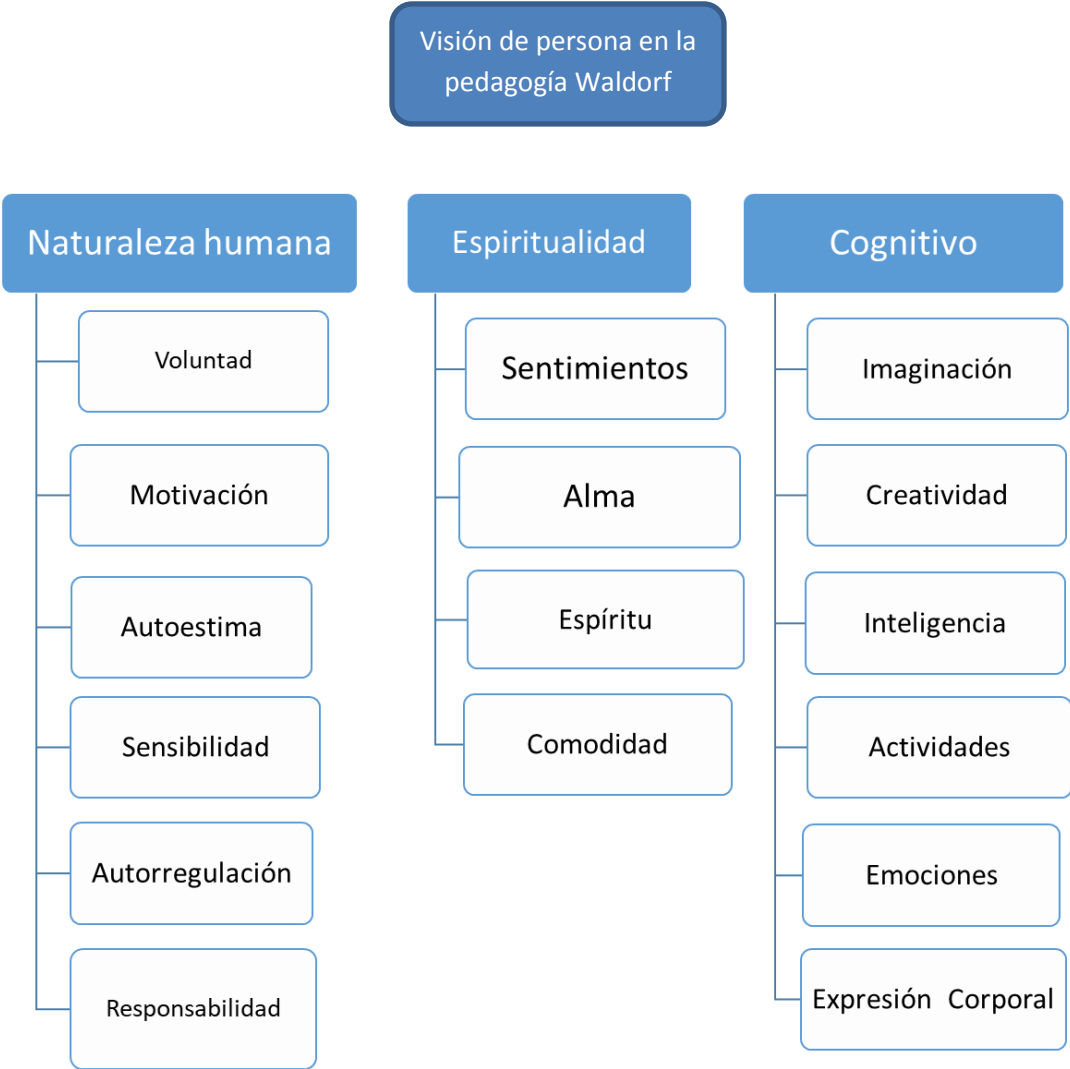 Visión de persona en la
pedagogía Waldorf
Naturaleza humana
Voluntad
Motivación
Autoestima
Sensibilidad
Autorregulación
Responsabilidad
Espiritualidad
Sentimientos
Alma
Espíritu
Comodidad
Cognitivo
Imaginación
Creatividad
Inteligencia
Actividades
Emociones
Expresión Corporal